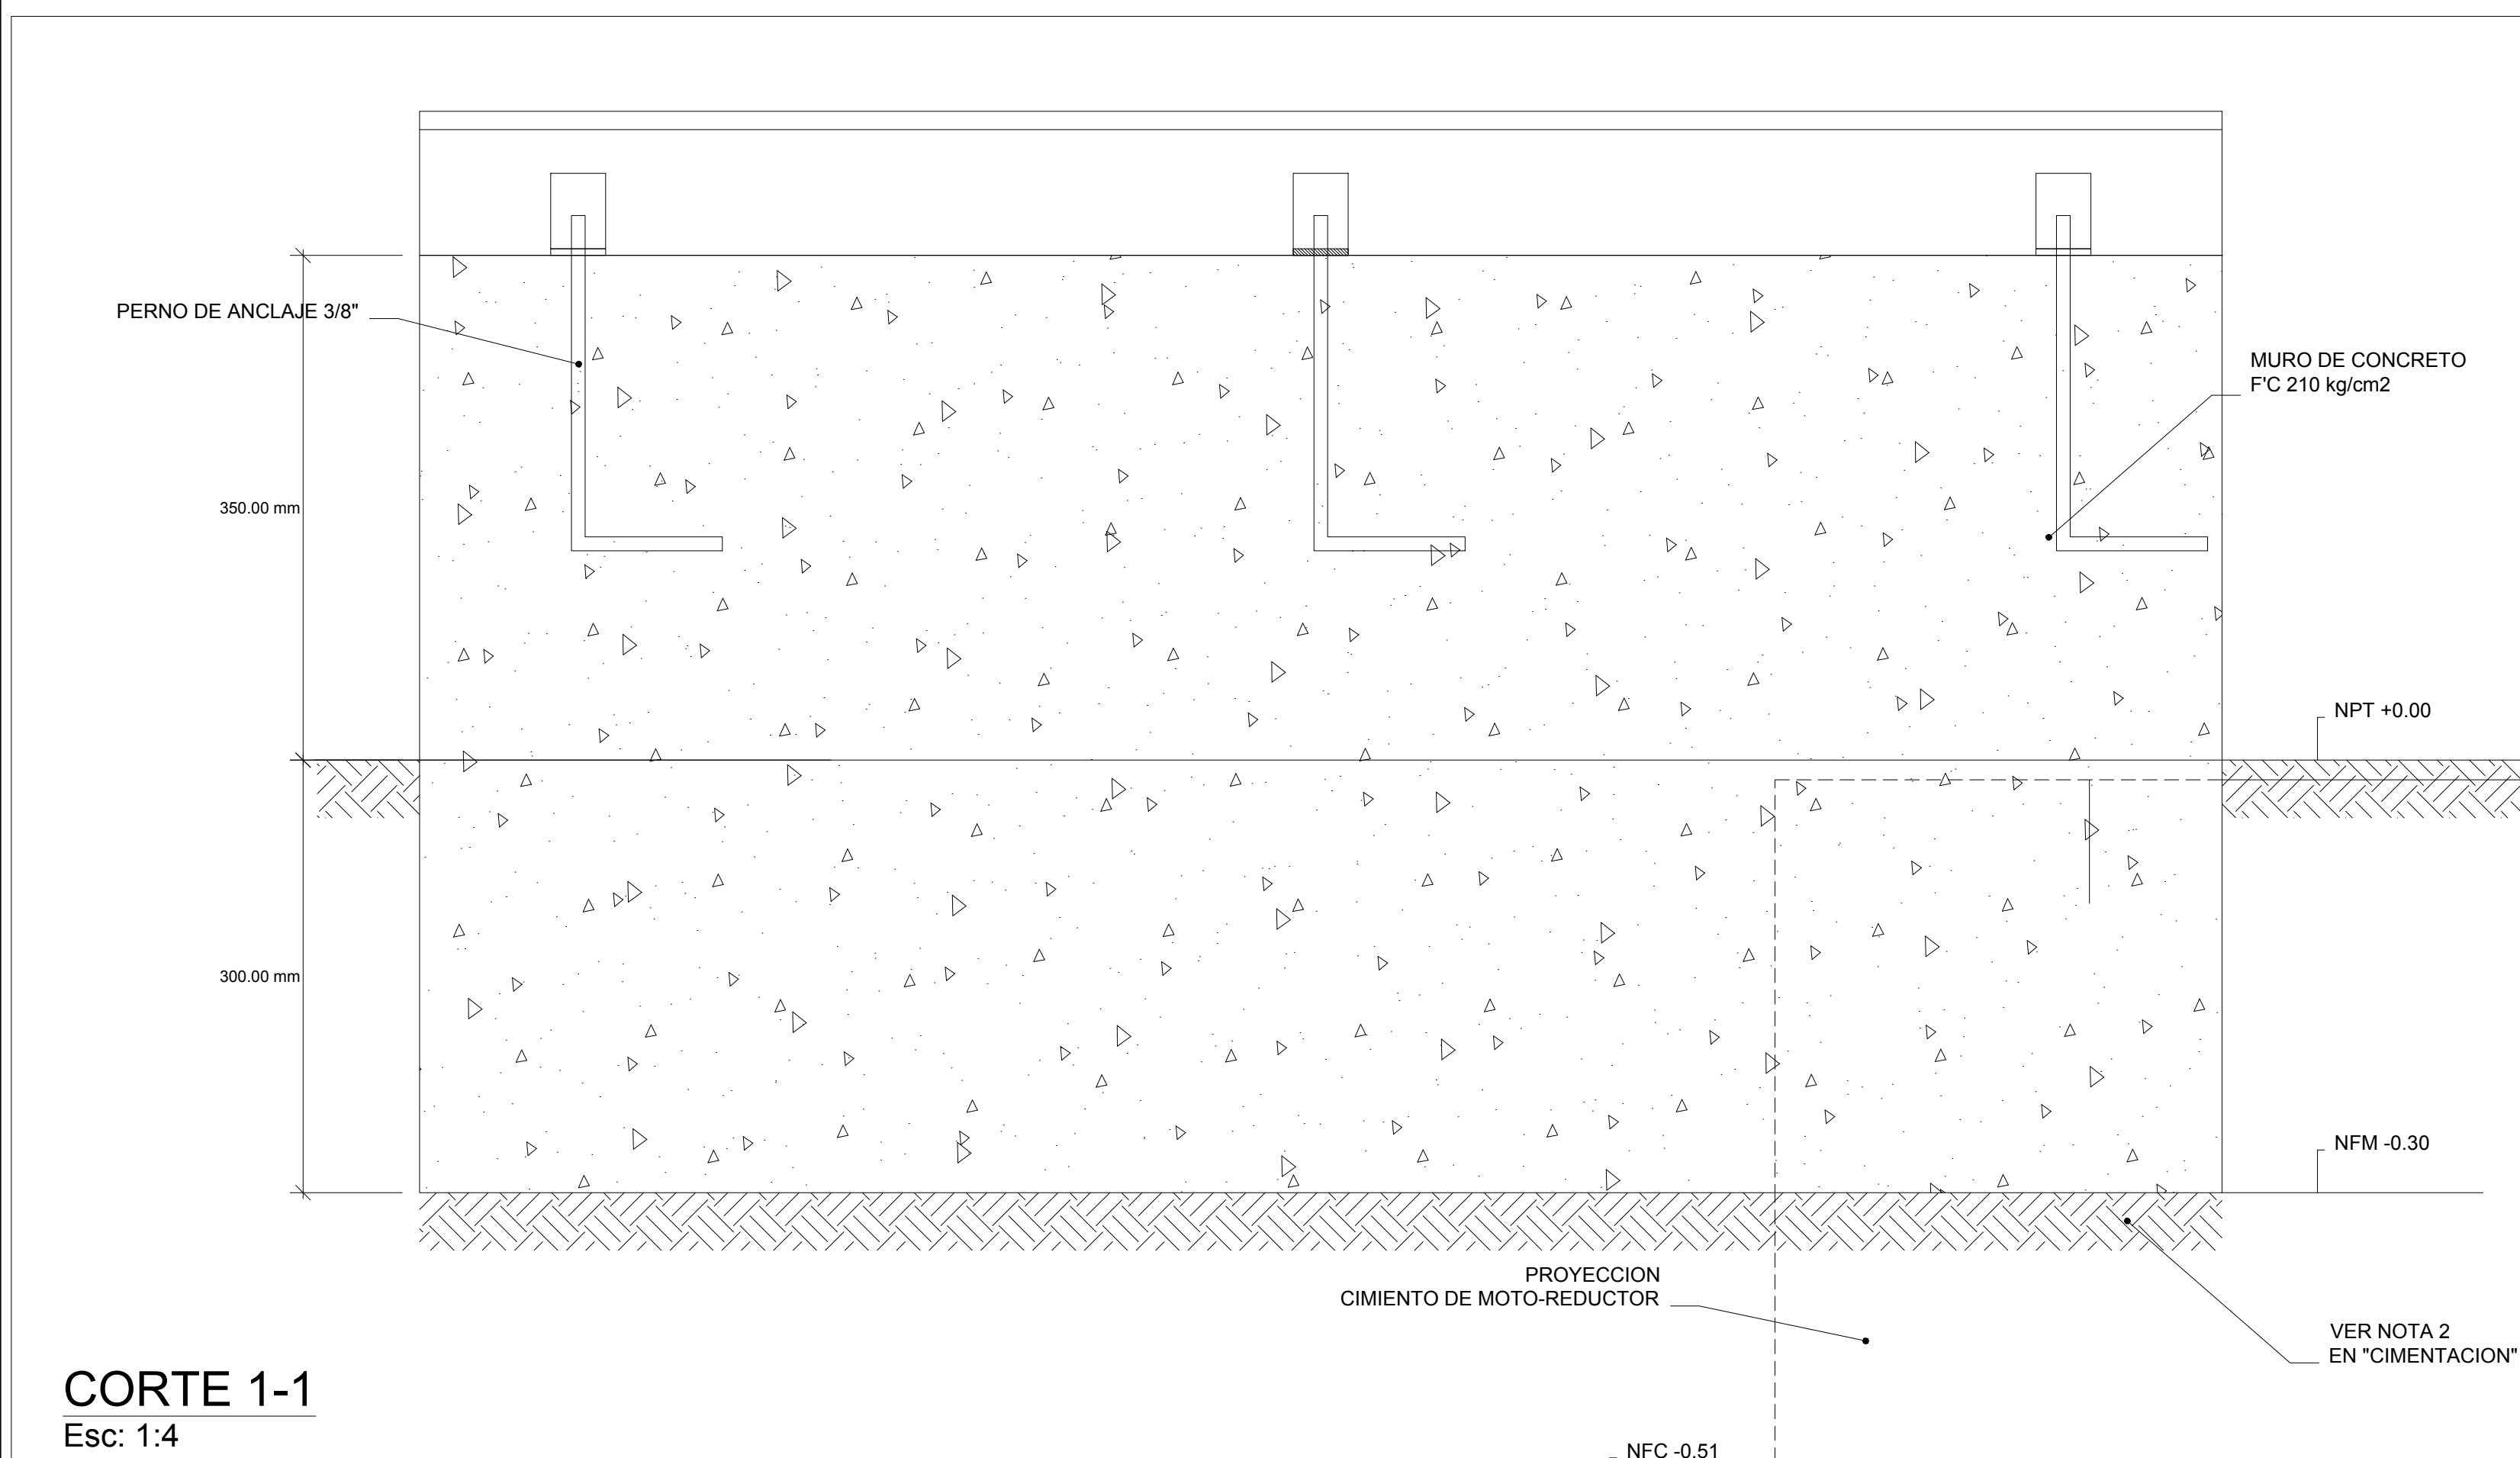 PERNO DE ANCLAJE 3/8"
MURO DE CONCRETO
F'C 210 kg/cm2
350.00 mm
NPT +0.00
300.00 mm
NFM -0.30
PROYECCION
CIMIENTO DE MOTO-REDUCTOR
VER NOTA 2
EN "CIMENTACION"
CORTE 1-1
Esc: 1:4
NFC -0.51